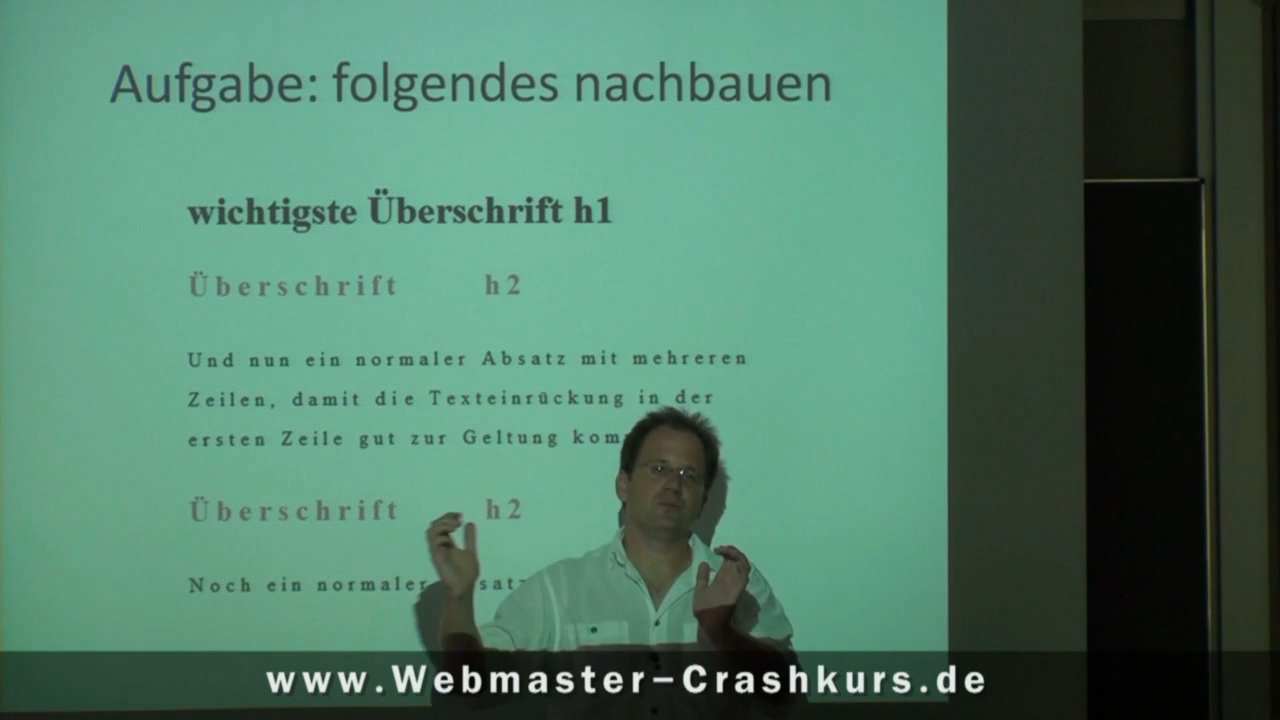 Aufgabe: folgendes nachbauen
wichtigste Überschrift h1
Überschrift h2
Und nun ein normaler Absatz mit mehreren
Zeilen, damit die Texteinrückung in der
ersten Zeile gut zur Geltung
Überschrift h2
Noch ein normaler
www.Webmaster-Crashkurs.de